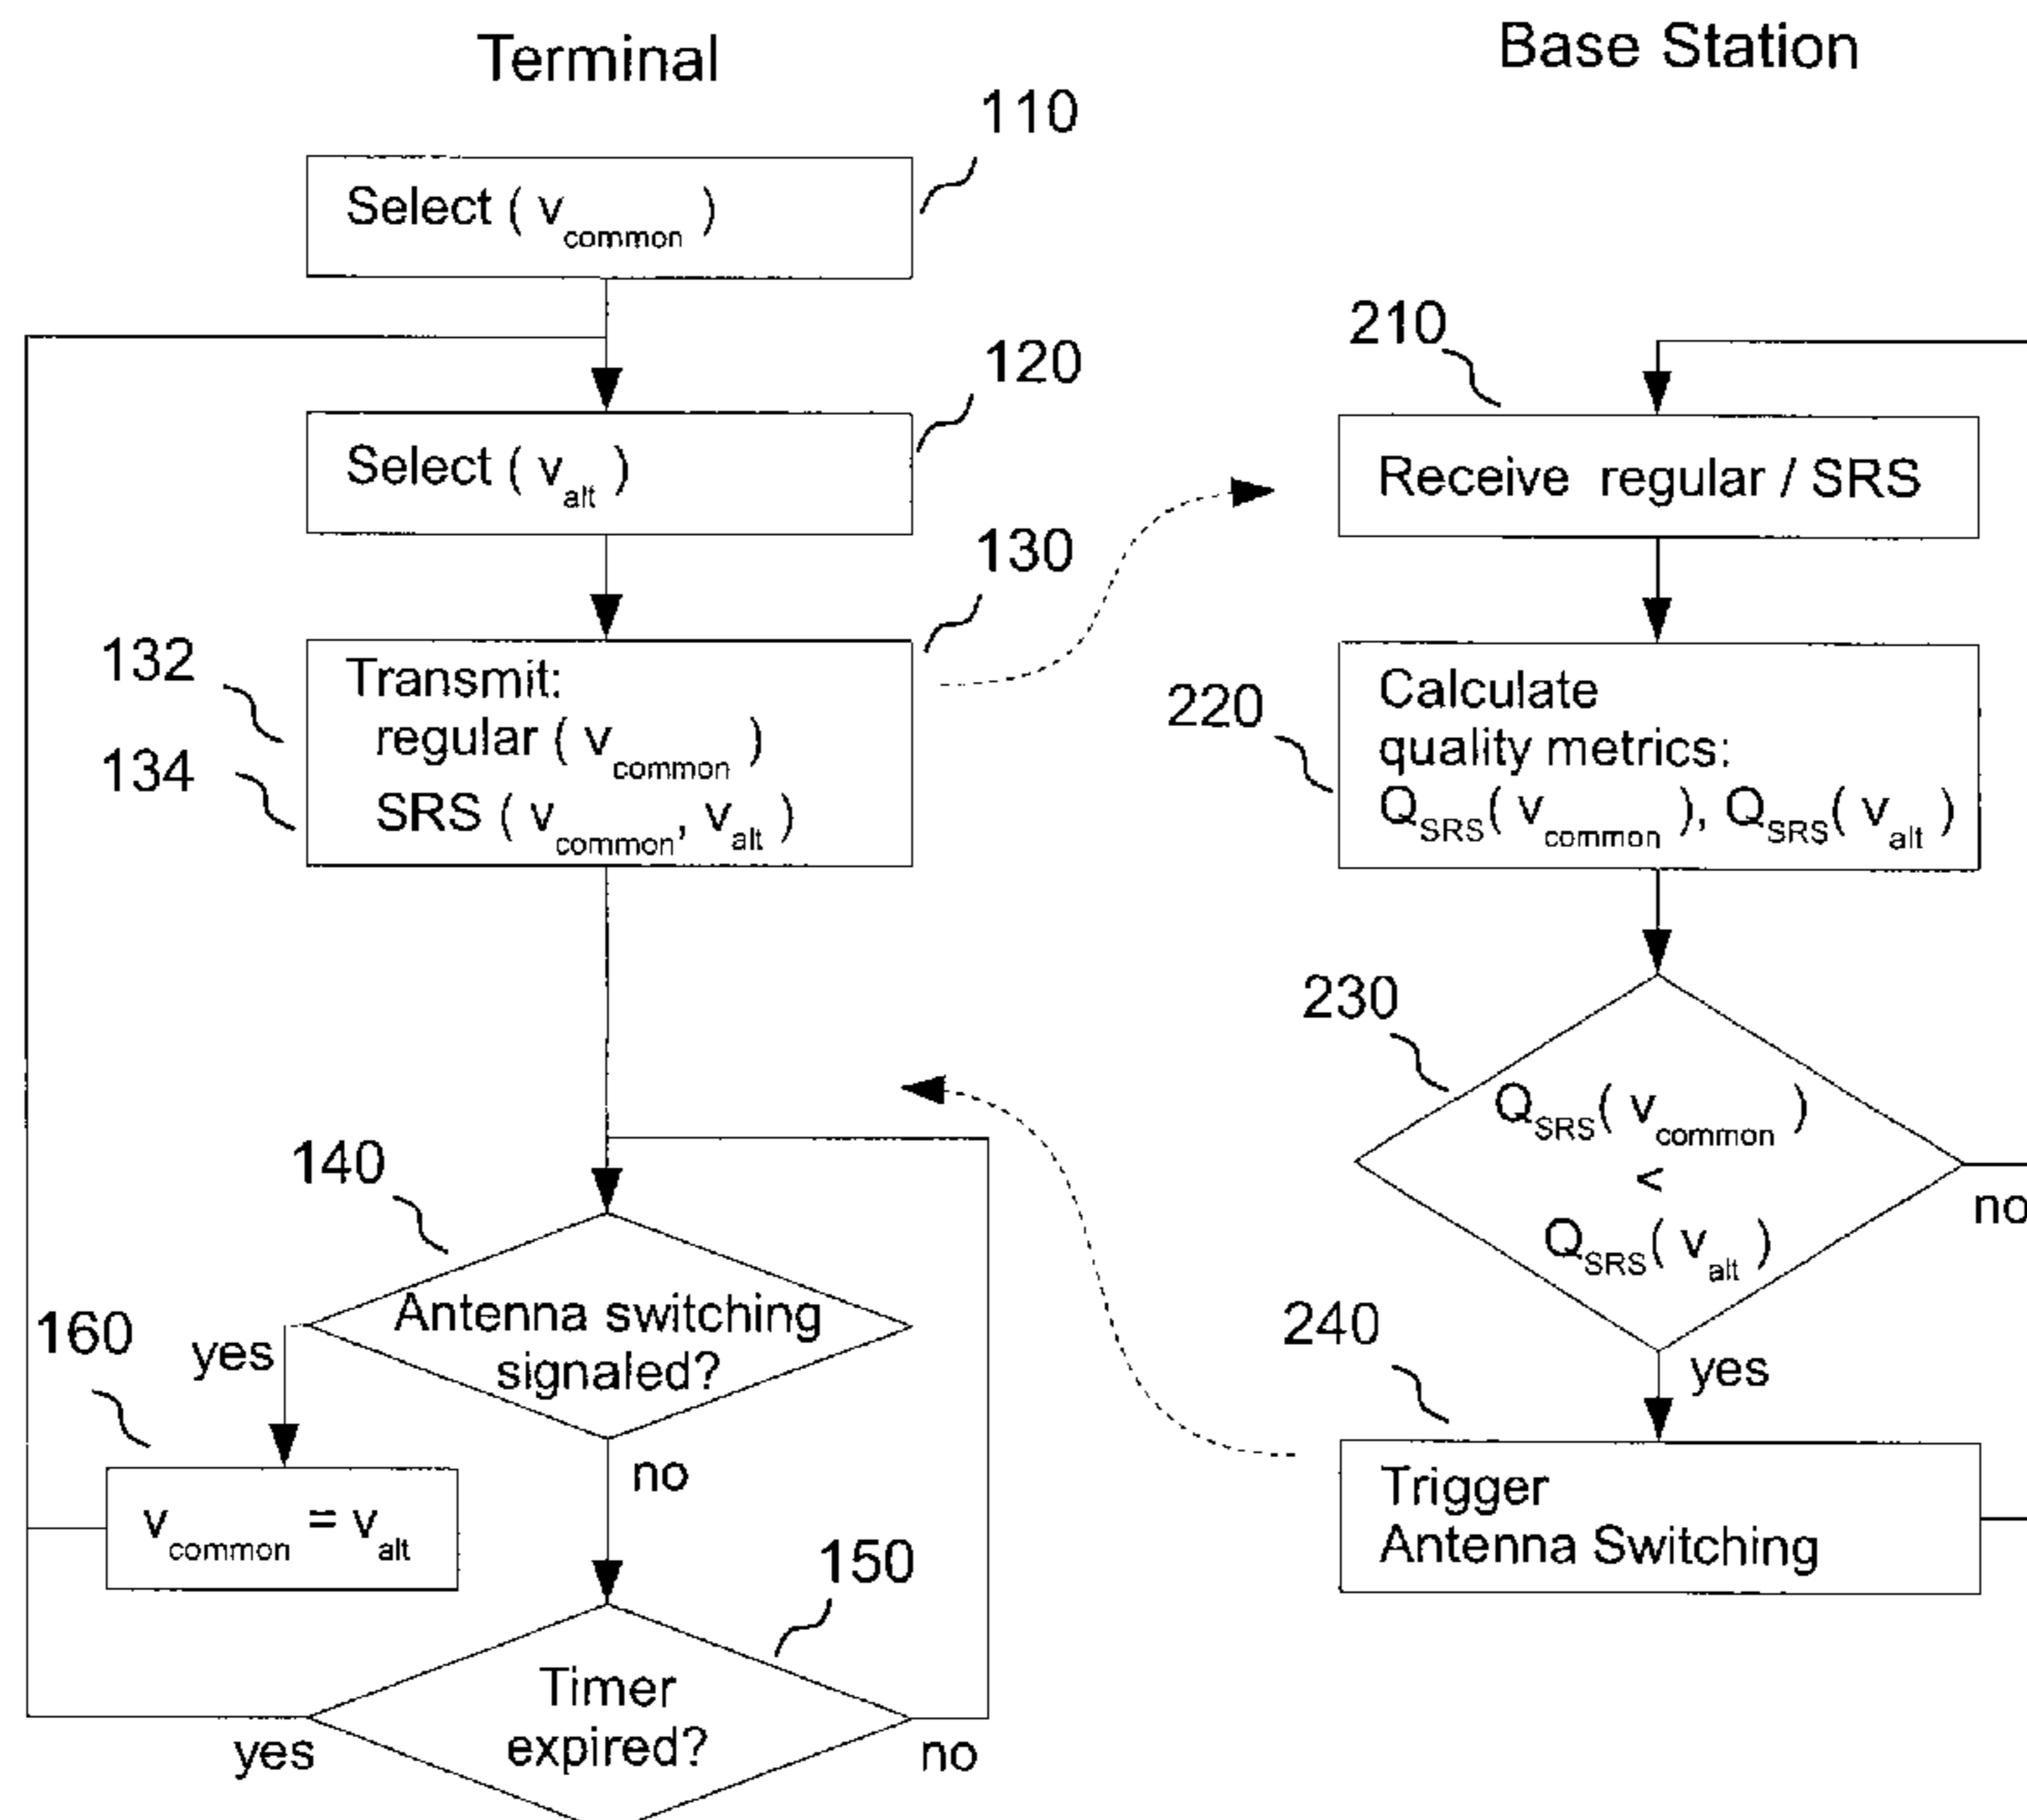 Terminal
110
Select ( v common )
120
Select ( v alt )
130
132
134
Transmit:
regular ( v common )
SRS ( v common, v alt )
140
Antenna switching
signaled?
yes
no
160
v common = v alt
150
Timer
expired?
yes
no
Base Station
210
Receive regular / SRS
220
Calculate
quality metrics:
Q SRS ( v common ), Q SRS ( v alt )
230
Q SRS ( v common )
<
Q SRS ( v alt )
no
yes
240
Trigger
Antenna Switching